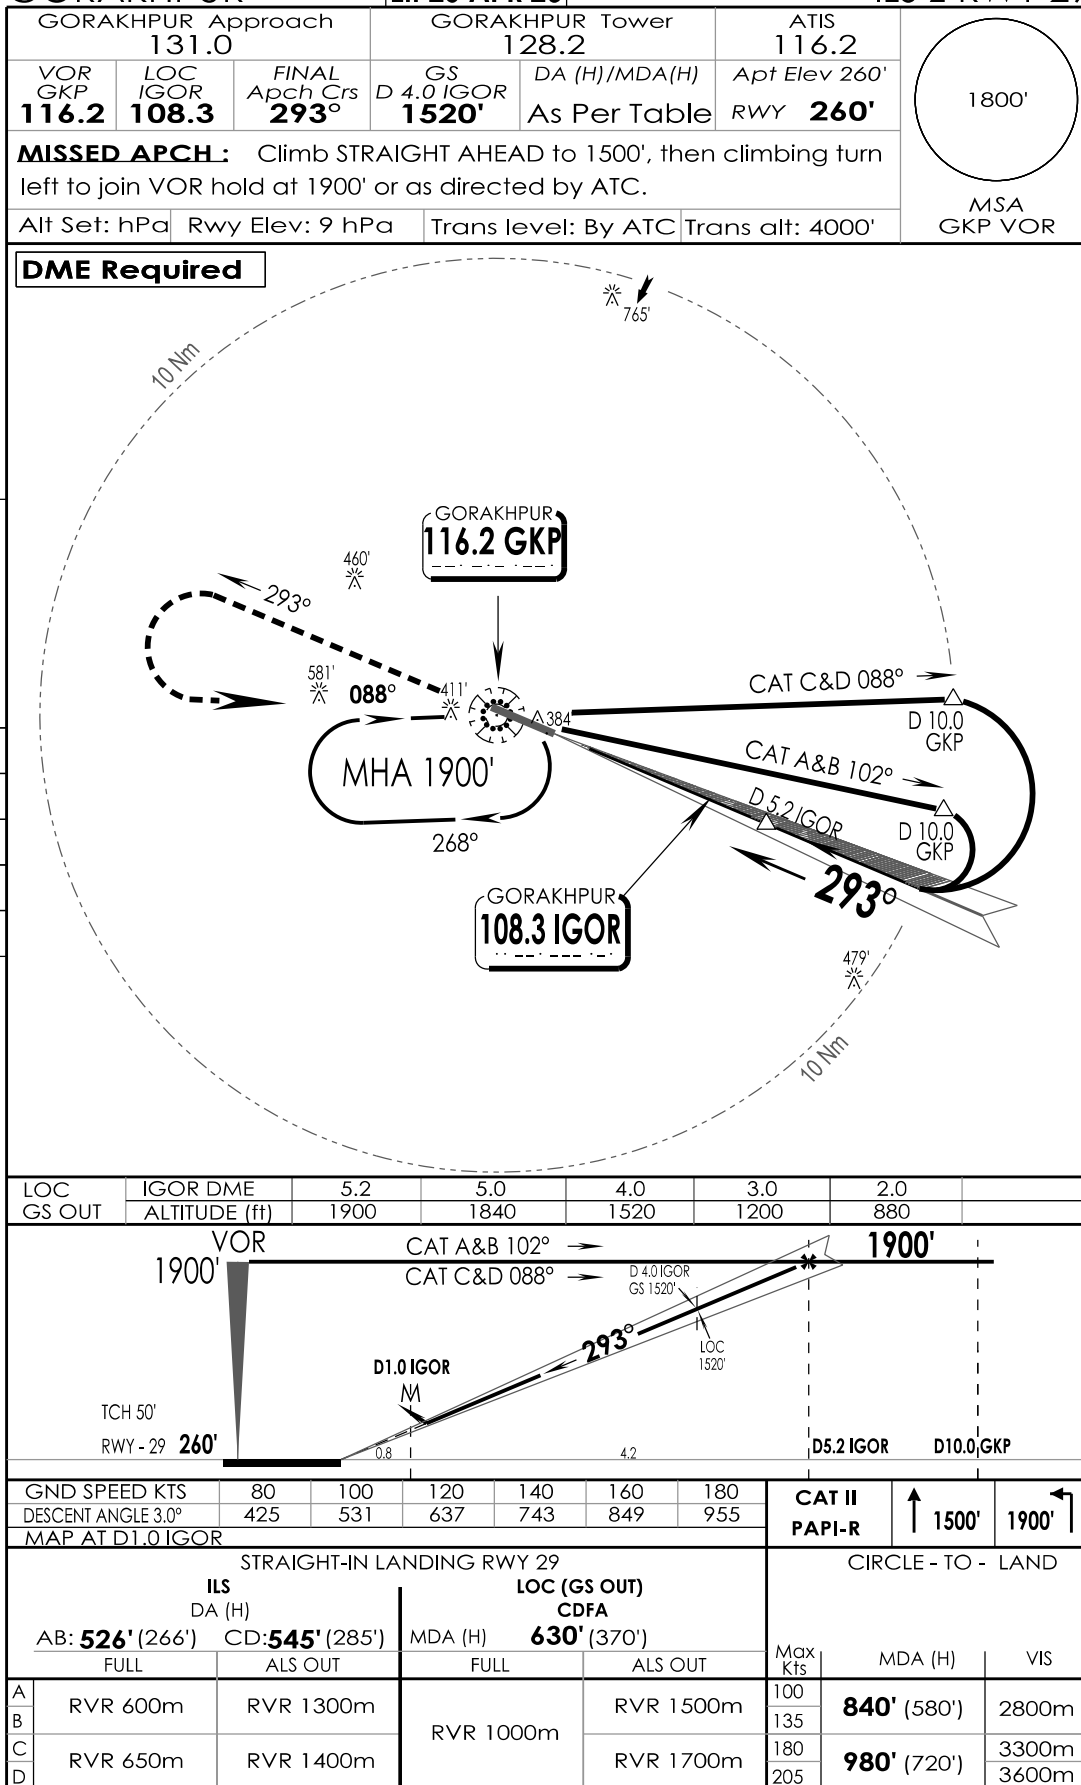 GORAKHPUR Approach
131.0
GORAKHPUR Tower
128.2
ATIS
116.2
VOR
GKP
116.2
LOC
IGOR
108.3
FINAL
Apch Crs
293°
GS
D 4.0 IGOR
1520'
DA (H)/MDA(H)
As Per Table
Apt Elev 260'
RWY 260'
1800'
MSA
GKP VOR
MISSED APCH : Climb STRAIGHT AHEAD to 1500', then climbing turn
left to join VOR hold at 1900' or as directed by ATC.
Alt Set: hPa
Rwy Elev: 9 hPa
Trans level: By ATC
Trans alt: 4000'
DME Required
765'
10 Nm
GORAKHPUR
116.2 GKP
460'
293°
581'
088°
411'
384
MHA 1900'
268°
CAT C&D 088°
D 10.0
GKP
CAT A&B 102°
D 10.0
GKP
D 5.2 IGOR
293°
GORAKHPUR
108.3 IGOR
479'
10 Nm
LOC
GS OUT
IGOR DME 5.2 5.0 4.0 3.0 2.0
ALTITUDE (ft) 1900 1840 1520 1200 880
VOR
1900'
CAT A&B 102°
CAT C&D 088°
1900'
D 4.0 IGOR
GS 1520'
293°
LOC
1520'
D1.0 IGOR
M
TCH 50'
RWY - 29 260'
0.8
4.2
D5.2 IGOR
D10.0 GKP
GND SPEED KTS 80 100 120 140 160 180
DESCENT ANGLE 3.0° 425 531 637 743 849 955
MAP AT D1.0 IGOR
CAT II
PAPI-R
1500'
1900'
STRAIGHT-IN LANDING RWY 29
CIRCLE - TO - LAND
ILS
DA (H)
AB: 526' (266') CD: 545' (285')
LOC (GS OUT)
CDFA
MDA (H) 630' (370')
FULL
ALS OUT
FULL
ALS OUT
Max
Kts
MDA (H)
VIS
A
B
RVR 600m
RVR 1300m
RVR 1000m
RVR 1500m
100
135
840' (580')
2800m
C
D
RVR 650m
RVR 1400m
RVR 1700m
180
205
980' (720')
3300m
3600m